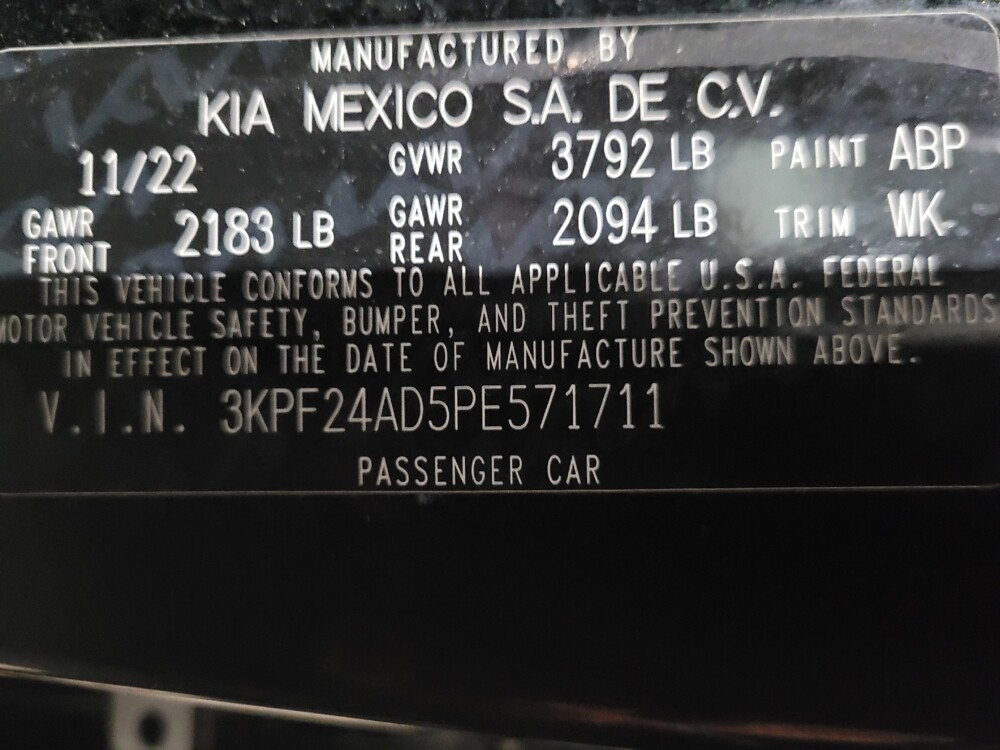 MANUFACTURED BY
KIA MEXICO S.A. DE C.V.
11/22 GVWR 3792 LB PAINT ABP
GAWR FRONT 2183 LB GAWR REAR 2094 LB TRIM WK
THIS VEHICLE CONFORMS TO ALL APPLICABLE U.S.A. FEDERAL
MOTOR VEHICLE SAFETY, BUMPER, AND THEFT PREVENTION STANDARDS
IN EFFECT ON THE DATE OF MANUFACTURE SHOWN ABOVE.
V.I.N. 3KPF24AD5PE571711
PASSENGER CAR